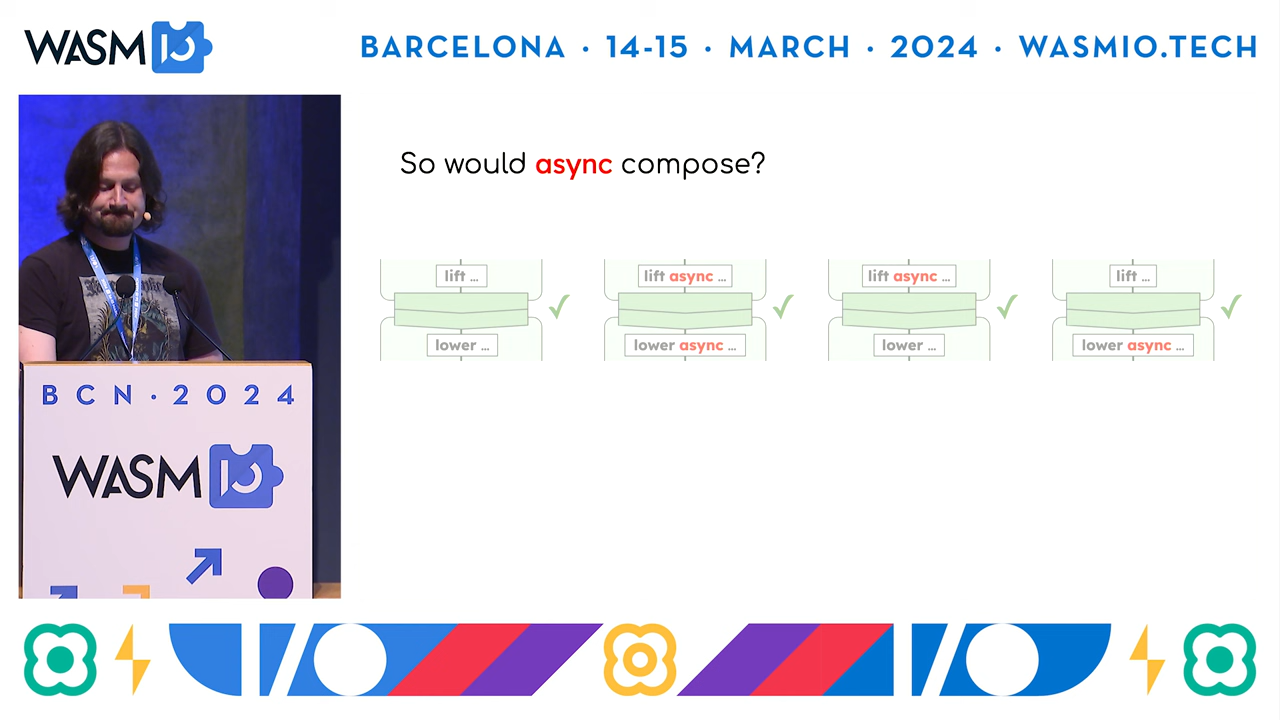 WASM IO
BARCELONA · 14-15 · MARCH · 2024 · WASMIO.TECH
So would async compose?
lift ...
lower ...
lift async ...
lower async ...
lift async ...
lower ...
lift ...
lower async ...
BCN·2024
WASM IO
I/O
I/O